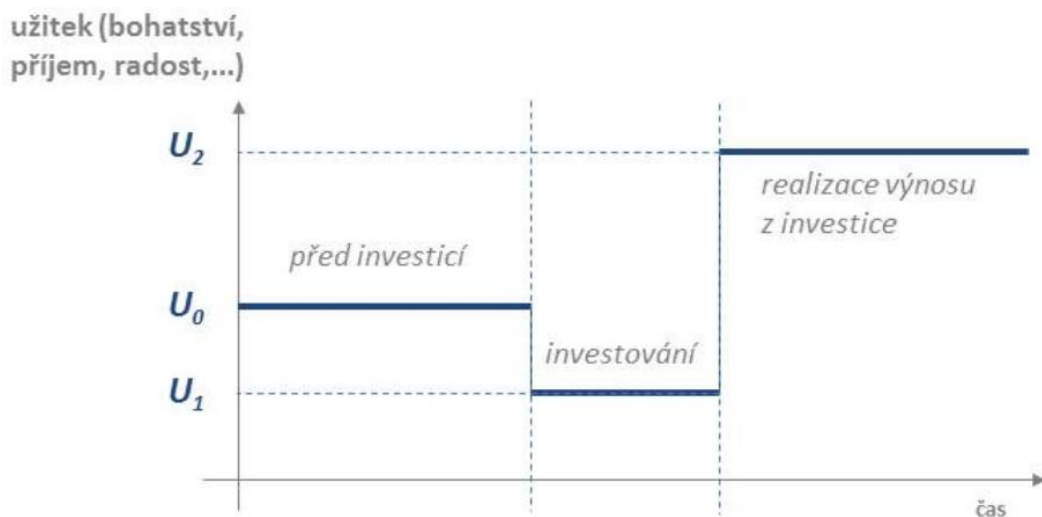 užitek (bohatství,
příjem, radost,...)
U₂
realizace výnosu
z investice
před investicí
U₀
investování
U₁
čas